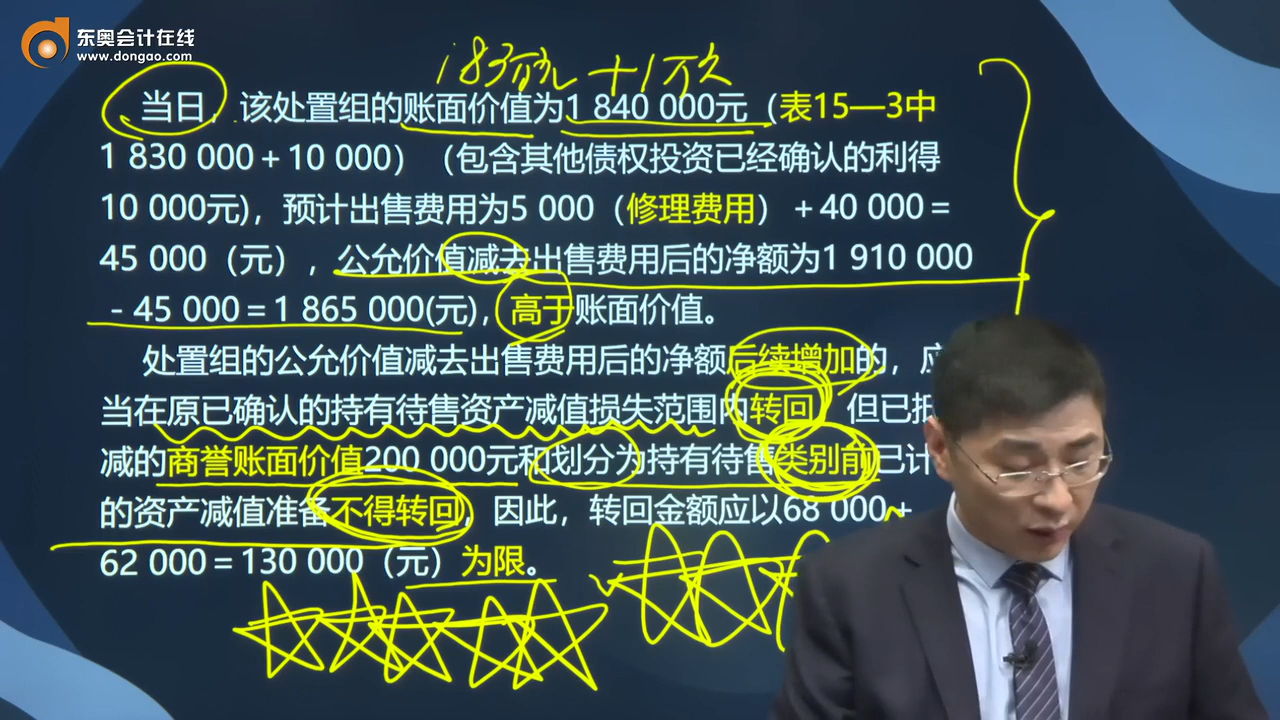 东奥会计在线
www.dongao.com
183万元+1万元
当日，该处置组的账面价值为1 840 000元（表15—3中
1 830 000＋10 000）（包含其他债权投资已经确认的利得
10 000元)，预计出售费用为5 000（修理费用）＋40 000＝
45 000（元），公允价值减去出售费用后的净额为1 910 000
－45 000＝1 865 000(元)，高于账面价值。
处置组的公允价值减去出售费用后的净额后续增加的，应
当在原已确认的持有待售资产减值损失范围内转回，但已抵
减的商誉账面价值200 000元和划分为持有待售类别前已计
的资产减值准备不得转回，因此，转回金额应以68 000＋
62 000＝130 000（元）为限。